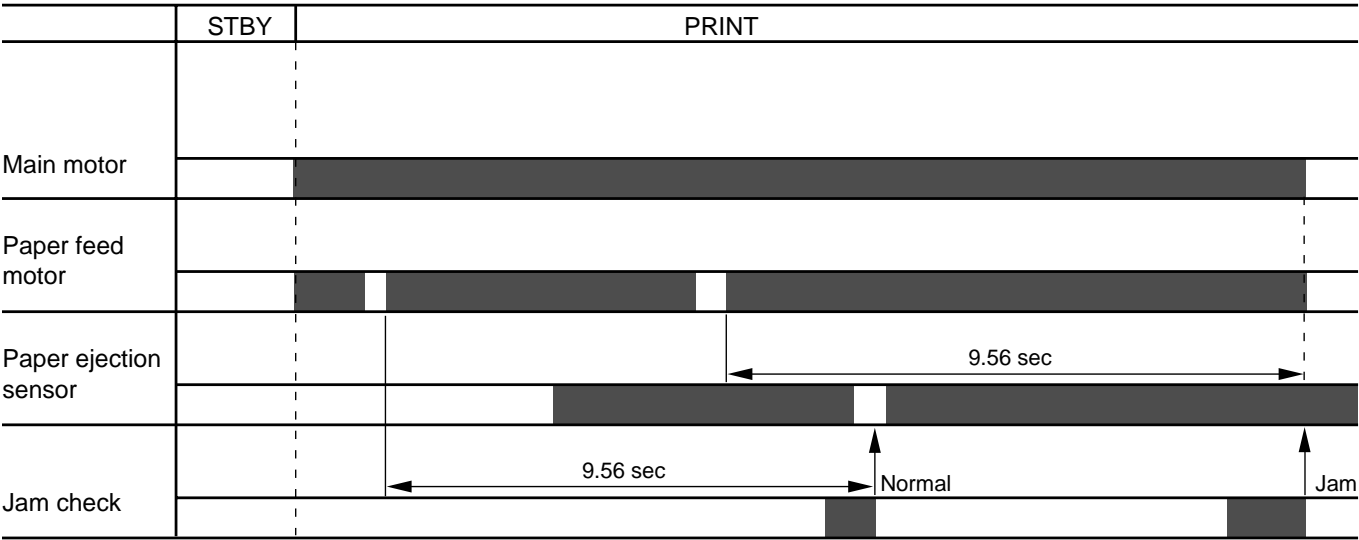 STBY
PRINT
Main motor
Paper feed
motor
Paper ejection
sensor
9.56 sec
9.56 sec
Normal
Jam
Jam check